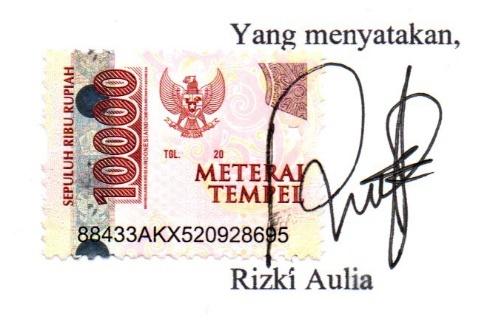 Yang menyatakan,
SEPULUH RIBU RUPIAH
10000
TGL. 20
METERAI
TEMPEL
88433AKX520928695
Rizki Aulia